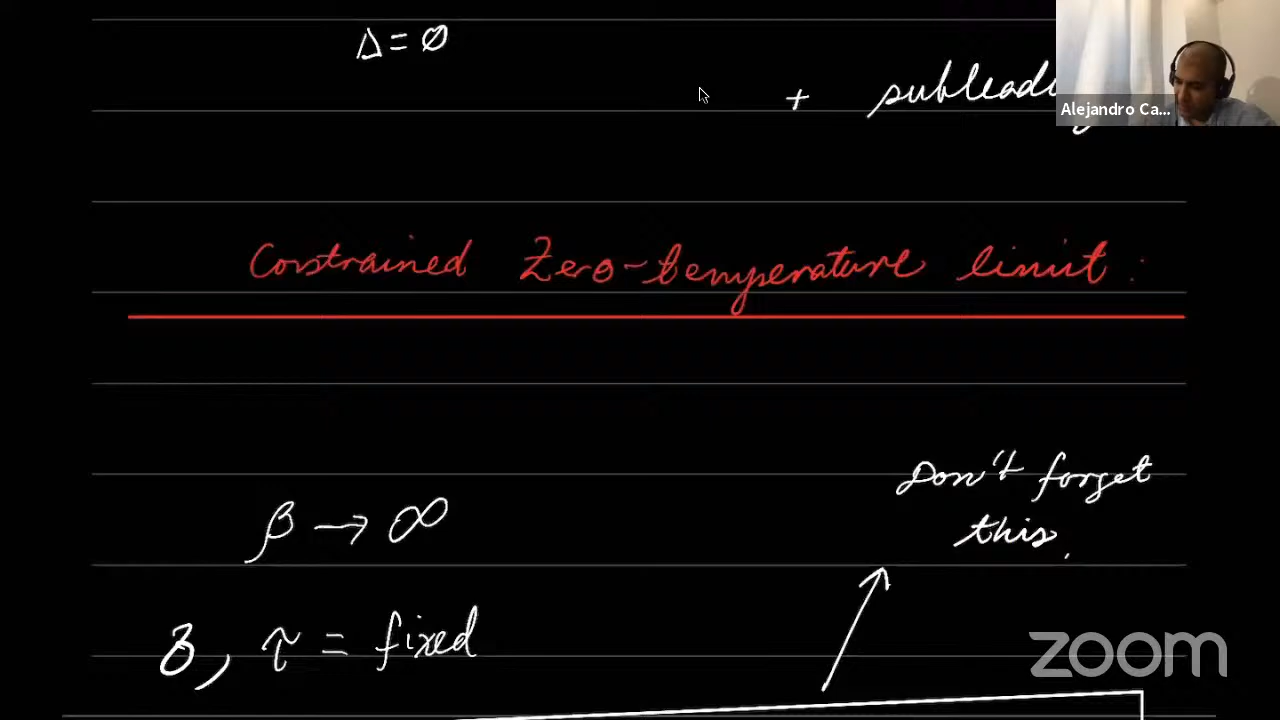 Δ = ∅
+ subleadi
Alejandro Ca...
Constrained Zero-temperature limit :
Don't forget
this.
β → ∞
z, τ = fixed
zoom